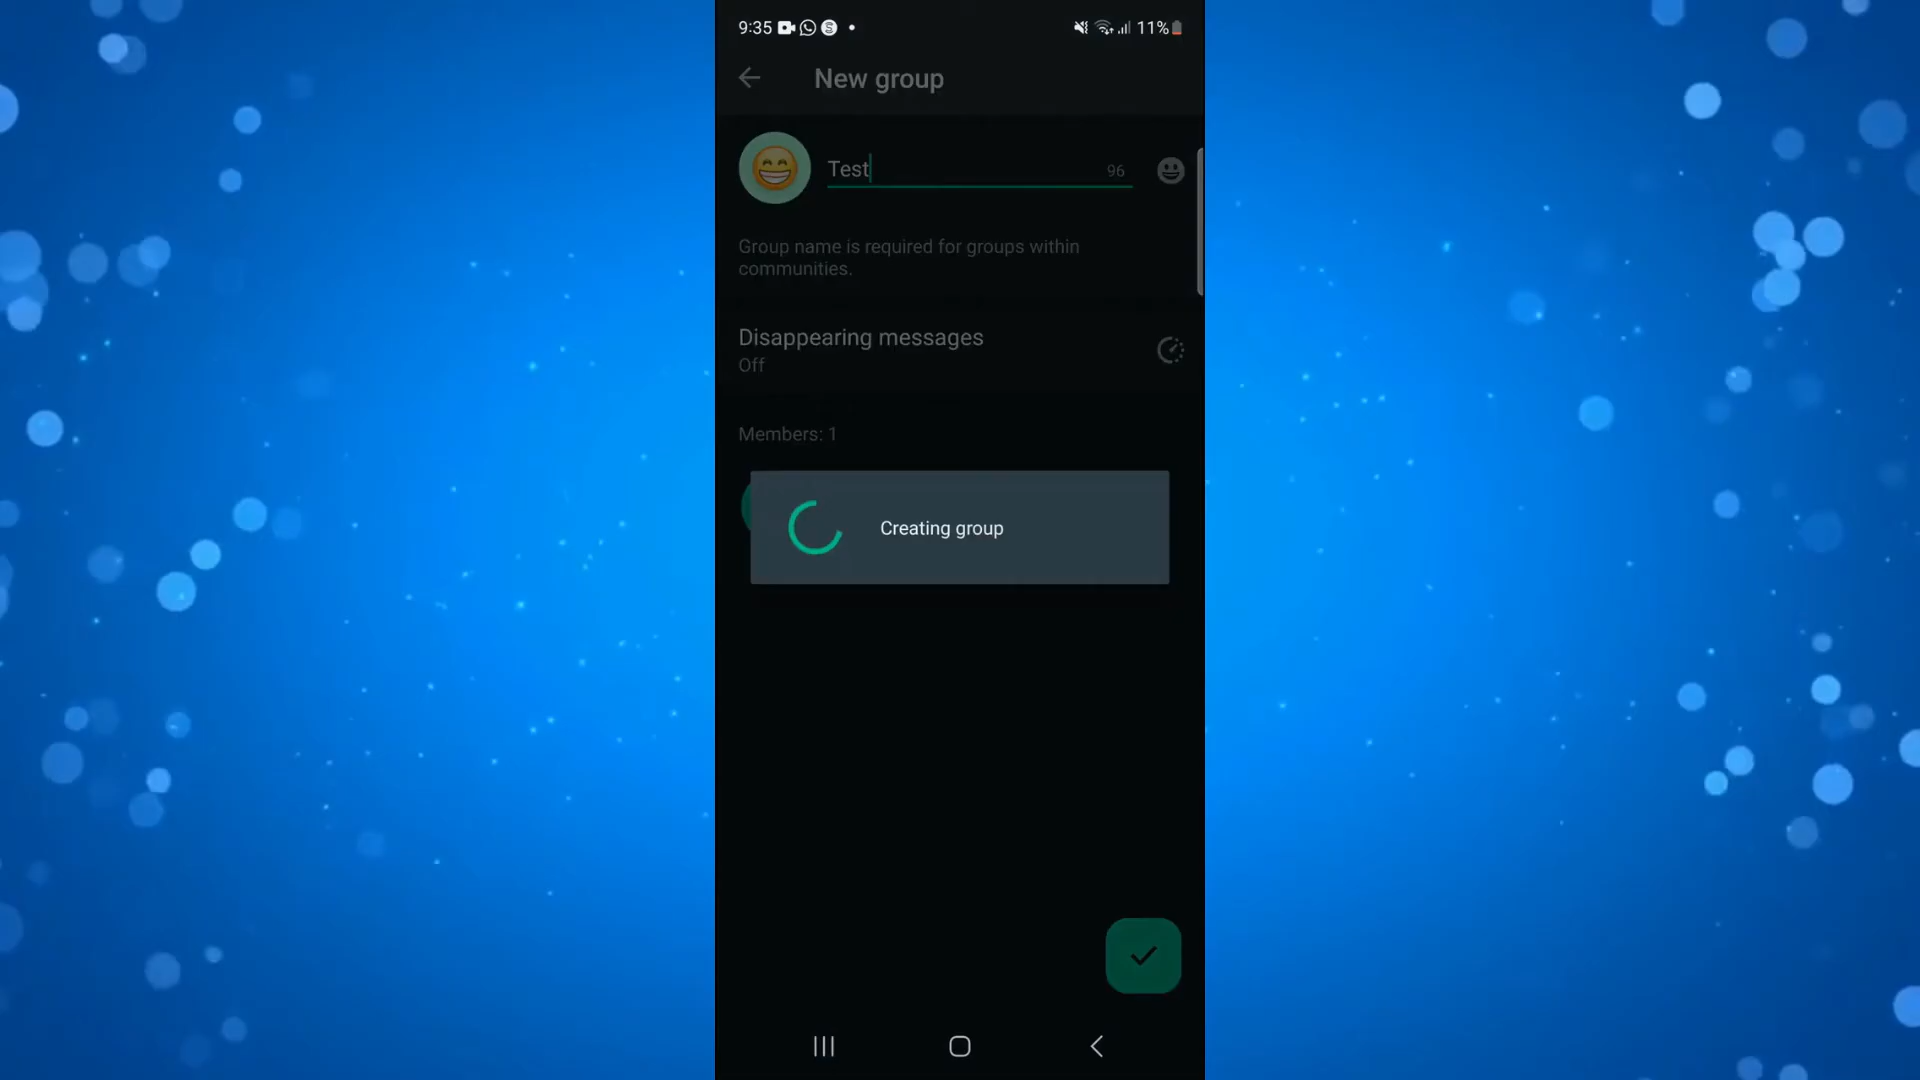 9:35
11%
New group
Test
96
Group name is required for groups within
communities.
Disappearing messages
Off
Members: 1
Creating group